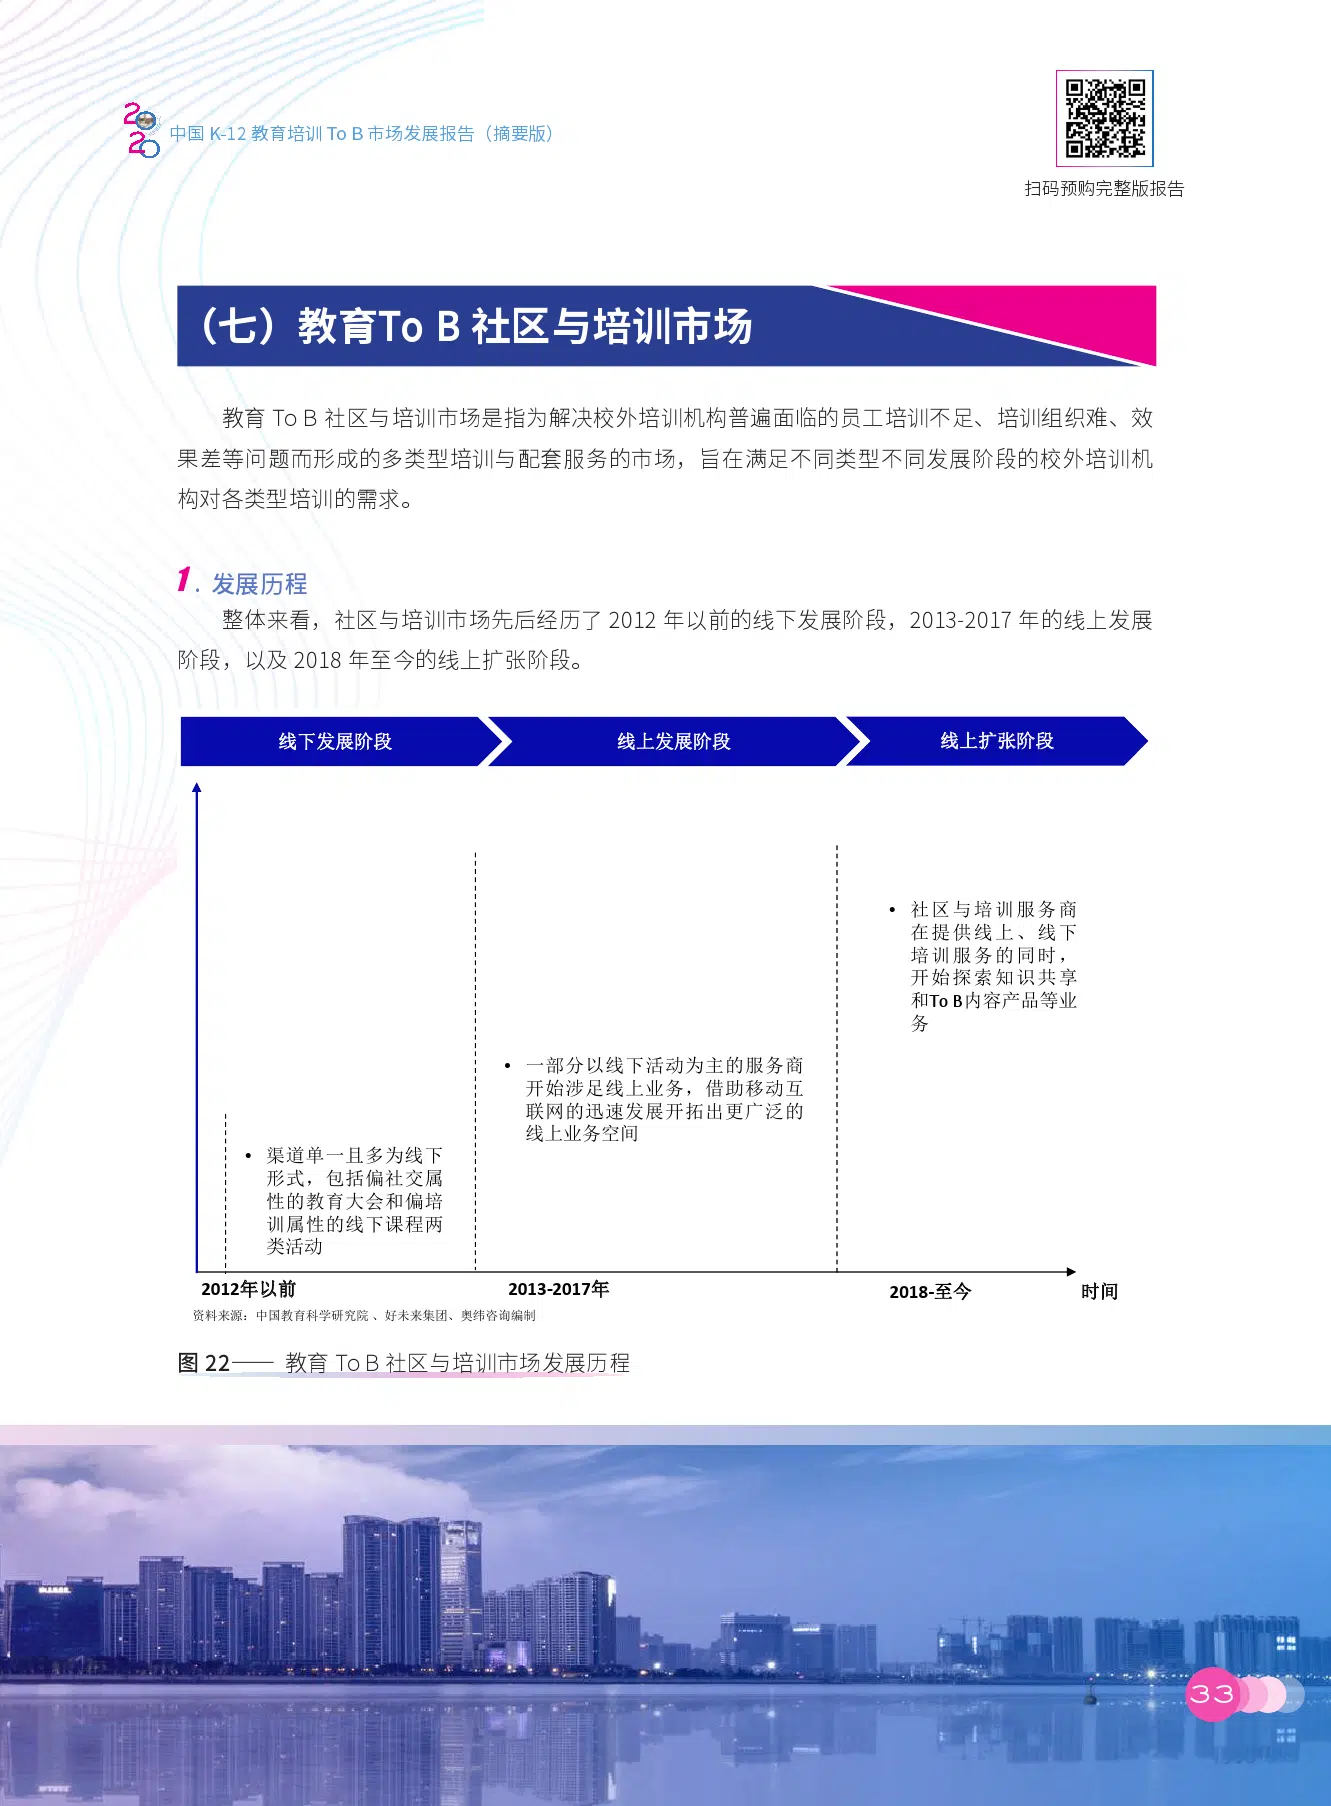 2020
中国 K-12 教育培训 To B 市场发展报告（摘要版）
扫码预购完整版报告
（七）教育To B 社区与培训市场
教育 To B 社区与培训市场是指为解决校外培训机构普遍面临的员工培训不足、培训组织难、效
果差等问题而形成的多类型培训与配套服务的市场，旨在满足不同类型不同发展阶段的校外培训机
构对各类型培训的需求。
1. 发展历程
整体来看，社区与培训市场先后经历了 2012 年以前的线下发展阶段，2013-2017 年的线上发展
阶段，以及 2018 年至今的线上扩张阶段。
线下发展阶段
线上发展阶段
线上扩张阶段
• 社区与培训服务商
在提供线上、线下
培训服务的同时，
开始探索知识共享
和To B内容产品等业
务
• 一部分以线下活动为主的服务商
开始涉足线上业务，借助移动互
联网的迅速发展开拓出更广泛的
线上业务空间
• 渠道单一且多为线下
形式，包括偏社交属
性的教育大会和偏培
训属性的线下课程两
类活动
2012年以前
2013-2017年
2018-至今
时间
资料来源：中国教育科学研究院 、好未来集团、奥纬咨询编制
图 22—— 教育 To B 社区与培训市场发展历程
33